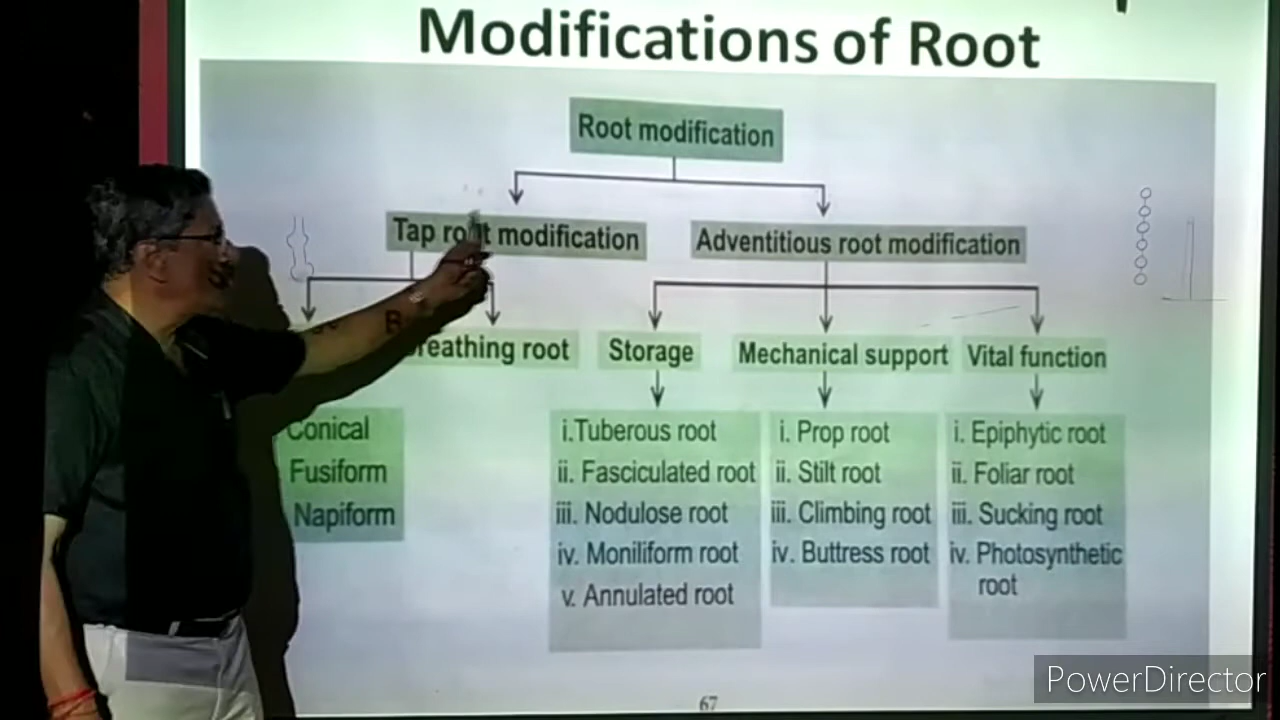 Modifications of Root
Root modification
Tap root modification
Adventitious root modification
reathing root
Storage
Mechanical support
Vital function
Conical
Fusiform
Napiform
i.Tuberous root
ii. Fasciculated root
iii. Nodulose root
iv. Moniliform root
v. Annulated root
i. Prop root
ii. Stilt root
iii. Climbing root
iv. Buttress root
i. Epiphytic root
ii. Foliar root
iii. Sucking root
iv. Photosynthetic
root
67
PowerDirector